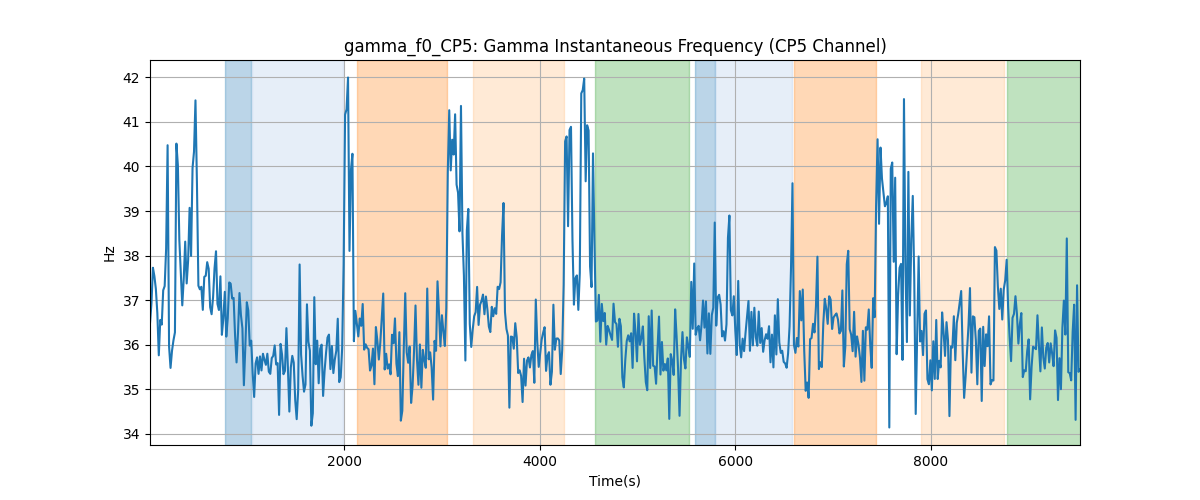 gamma_f0_CP5: Gamma Instantaneous Frequency (CP5 Channel)
42
41
40
39
38
37
36
35
34
Hz
2000 4000 6000 8000
Time(s)